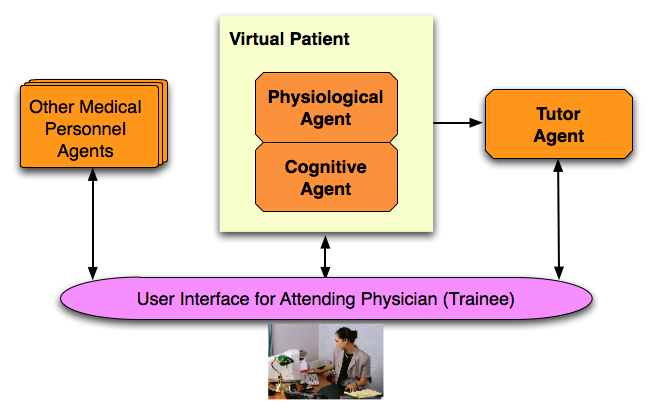 Virtual Patient
Physiological
Agent
Cognitive
Agent
Other Medical
Personnel
Agents
Tutor
Agent
User Interface for Attending Physician (Trainee)